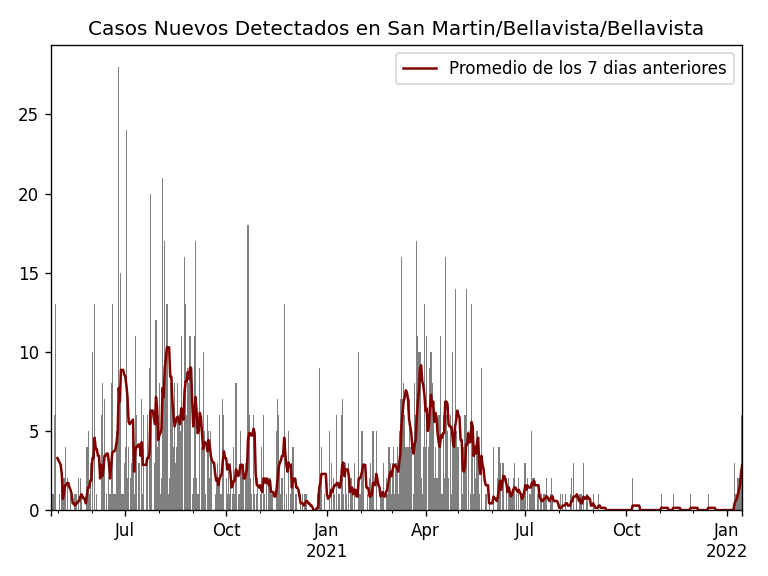 Casos Nuevos Detectados en San Martin/Bellavista/Bellavista
Promedio de los 7 dias anteriores
25
20
15
10
5
0
Jul Oct Jan Apr Jul Oct Jan
2021 2022